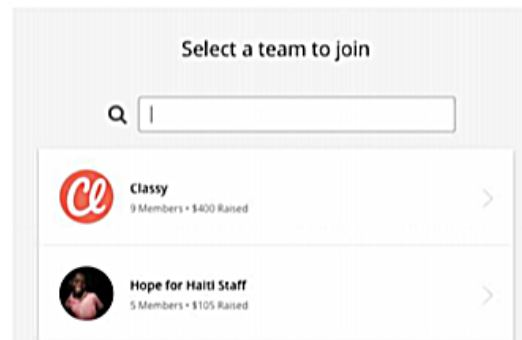 Select a team to join
Cl
Classy
9 Members • $400 Raised
Hope for Haiti Staff
5 Members • $105 Raised